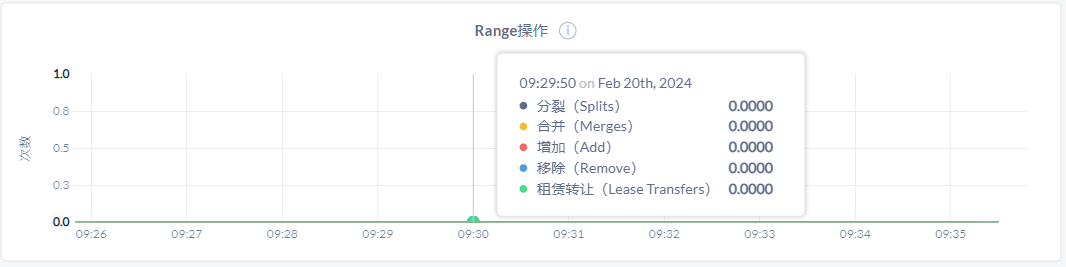 Range操作
09:29:50 on Feb 20th, 2024
分裂（Splits） 0.0000
合并（Merges） 0.0000
增加（Add） 0.0000
移除（Remove） 0.0000
租赁转让（Lease Transfers） 0.0000
次数
1.0
0.8
0.5
0.3
0.0
09:26 09:27 09:28 09:29 09:30 09:31 09:32 09:33 09:34 09:35